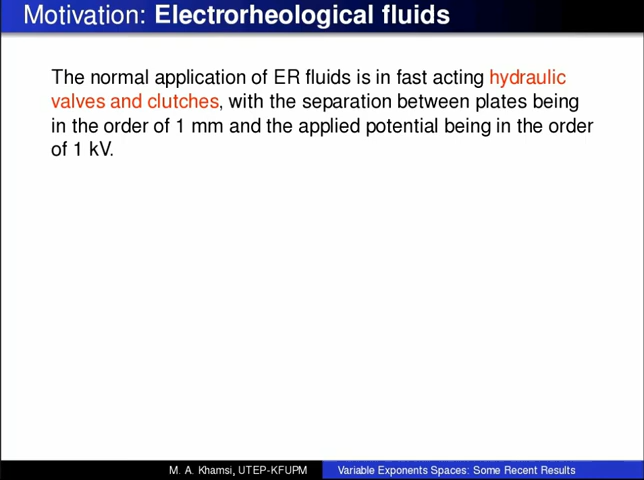 Motivation: Electrorheological fluids
The normal application of ER fluids is in fast acting hydraulic
valves and clutches, with the separation between plates being
in the order of 1 mm and the applied potential being in the order
of 1 kV.
M. A. Khamsi, UTEP-KFUPM
Variable Exponents Spaces: Some Recent Results